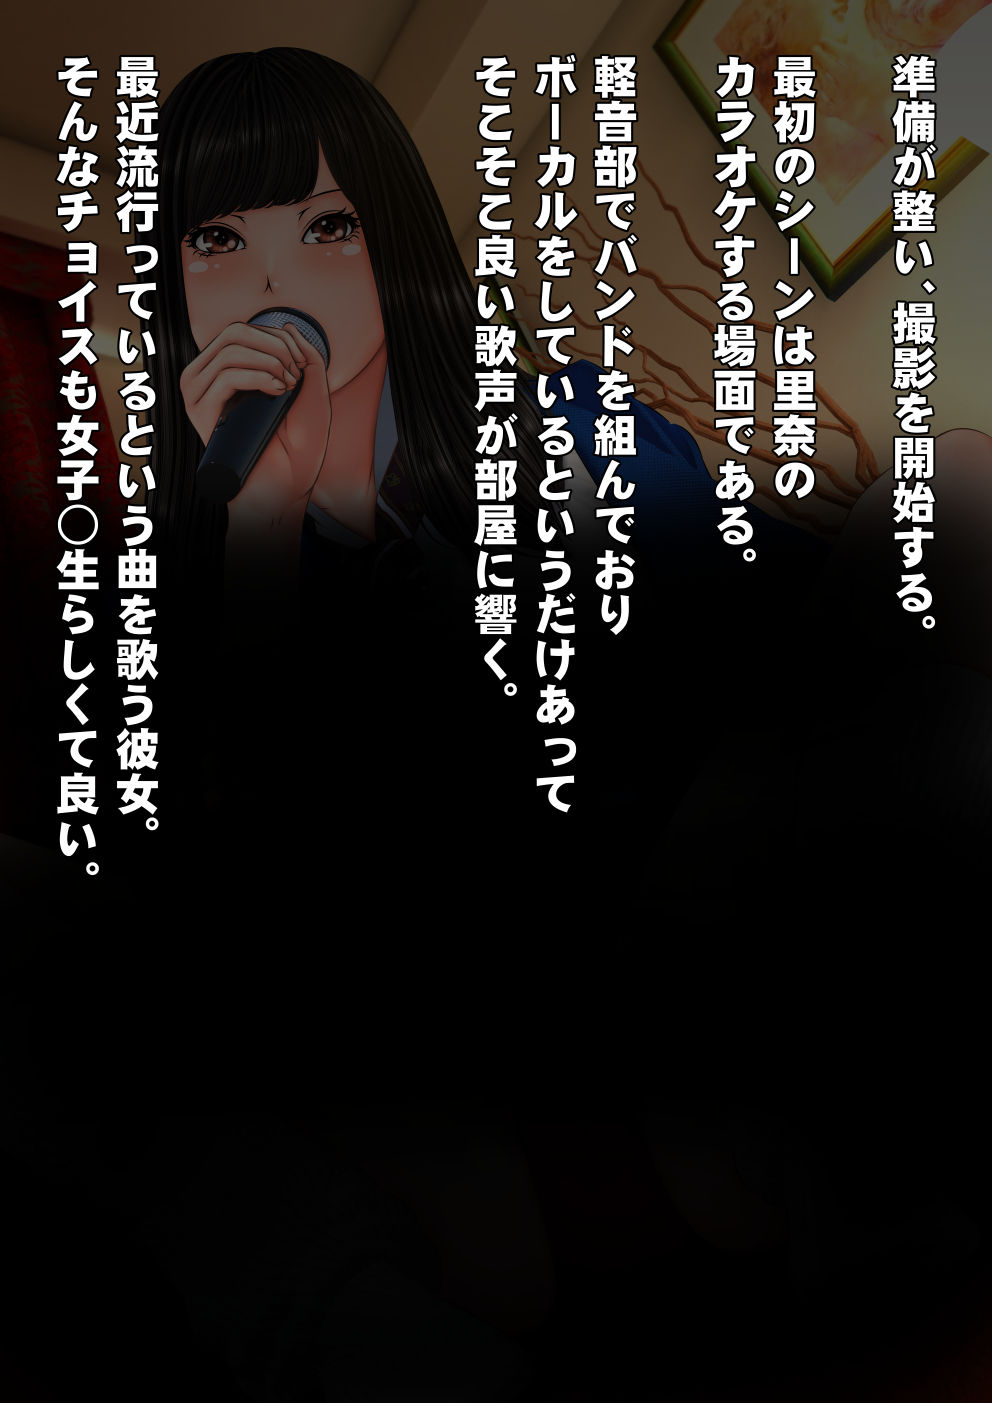 準備が整い、撮影を開始する。
最初のシーンは里奈の
カラオケする場面である。
軽音部でバンドを組んでおり
ボーカルをしているというだけあって
そこそこ良い歌声が部屋に響く。
最近流行っているという曲を歌う彼女。
そんなチョイスも女子〇生らしくて良い。